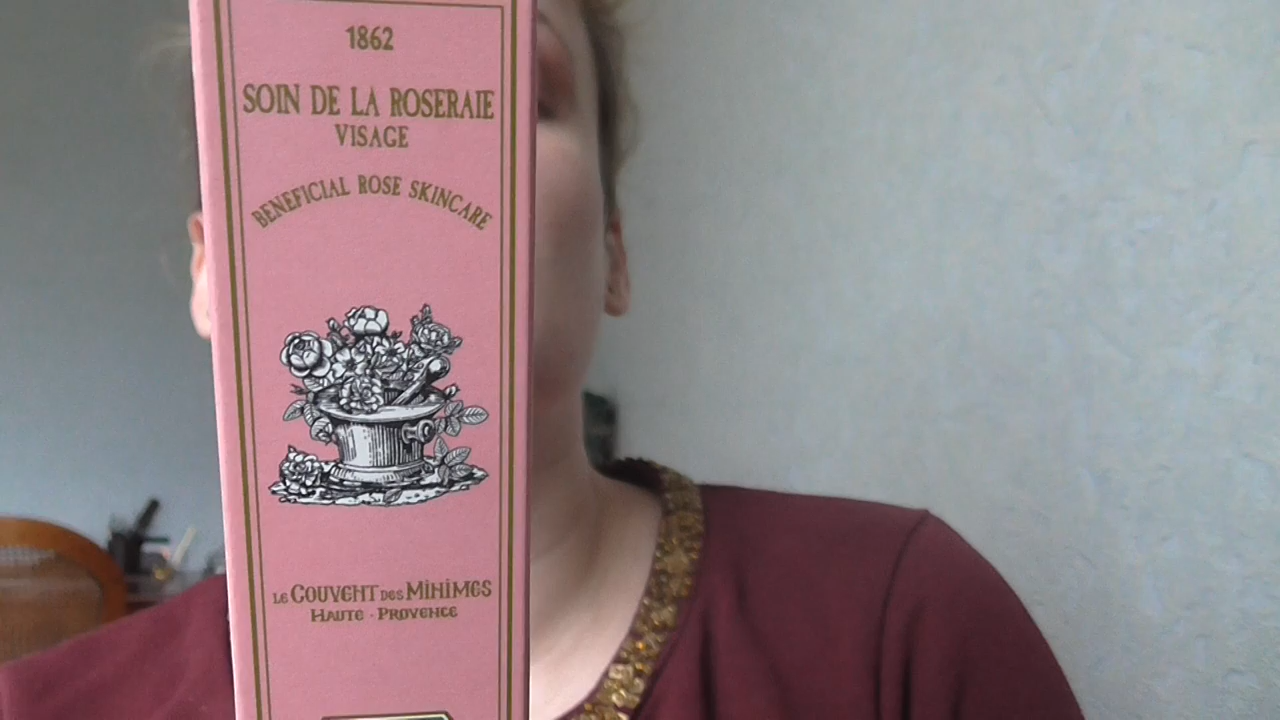 1862
SOIN DE LA ROSERAIE
VISAGE
BENEFICIAL ROSE SKINCARE
LE COUVENT DES MINIMES
HAUTE · PROVENCE